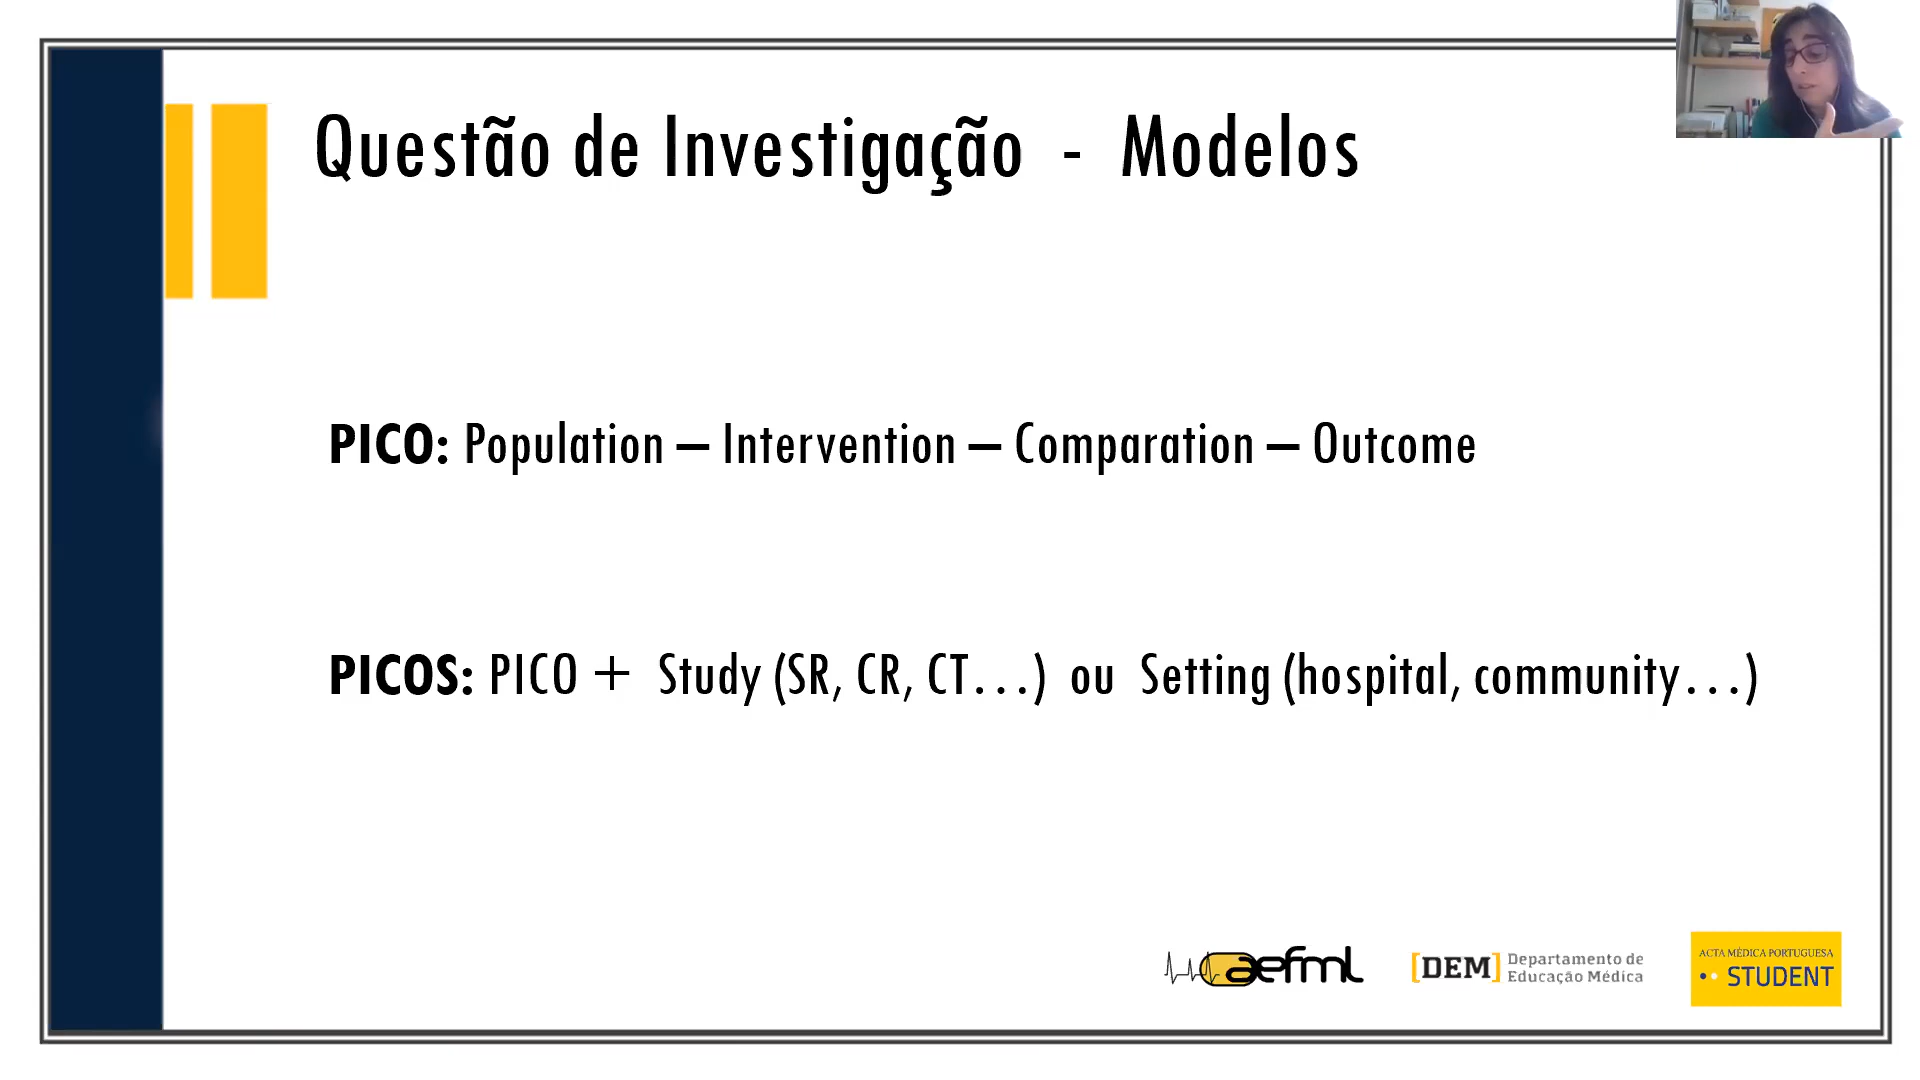 Questão de Investigação - Modelos
PICO: Population – Intervention – Comparation – Outcome
PICOS: PICO + Study (SR, CR, CT...) ou Setting (hospital, community...)
aefml
[DEM] Departamento de
Educação Médica
ACTA MÉDICA PORTUGUESA
STUDENT